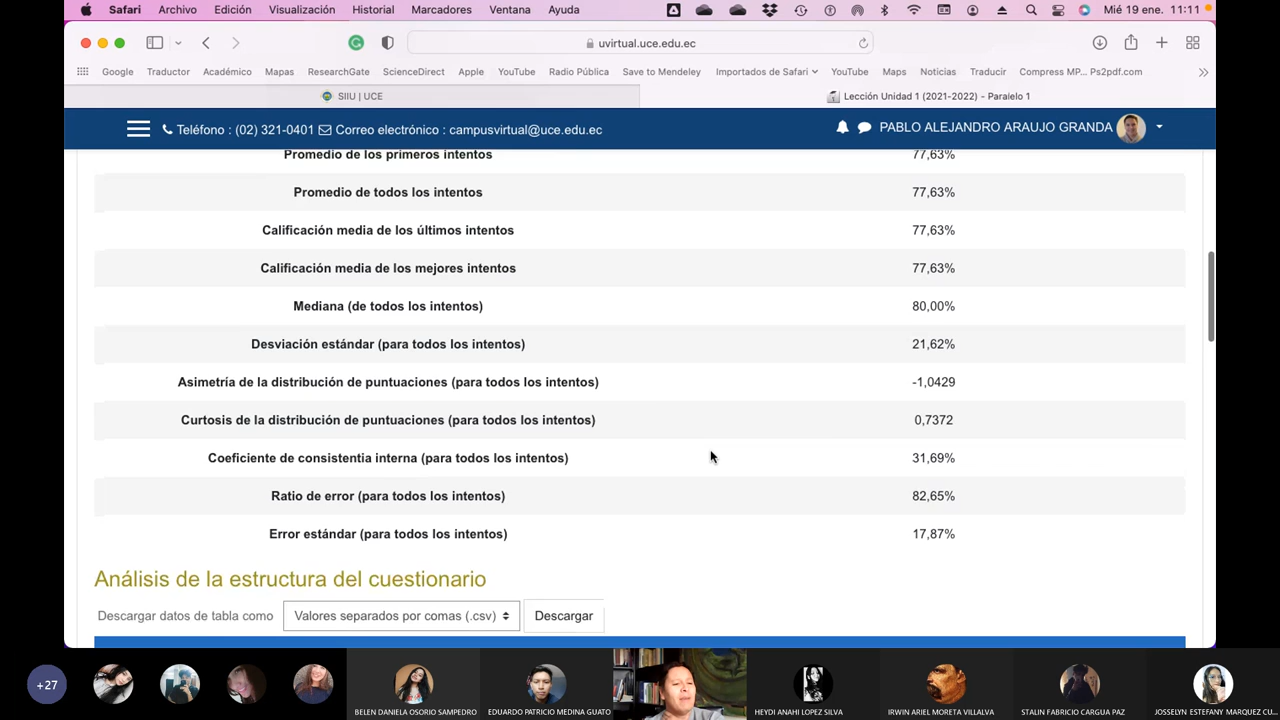 Safari Archivo Edición Visualización Historial Marcadores Ventana Ayuda Mié 19 ene. 11:11
uvirtual.uce.edu.ec
Google Traductor Académico Mapas ResearchGate ScienceDirect Apple YouTube Radio Pública Save to Mendeley Importados de Safari YouTube Maps Noticias Traducir Compress MP... Ps2pdf.com
SIIU | UCE Lección Unidad 1 (2021-2022) - Paralelo 1
Teléfono : (02) 321-0401 Correo electrónico : campusvirtual@uce.edu.ec PABLO ALEJANDRO ARAUJO GRANDA
Promedio de los primeros intentos 77,63%
Promedio de todos los intentos 77,63%
Calificación media de los últimos intentos 77,63%
Calificación media de los mejores intentos 77,63%
Mediana (de todos los intentos) 80,00%
Desviación estándar (para todos los intentos) 21,62%
Asimetría de la distribución de puntuaciones (para todos los intentos) -1,0429
Curtosis de la distribución de puntuaciones (para todos los intentos) 0,7372
Coeficiente de consistentia interna (para todos los intentos) 31,69%
Ratio de error (para todos los intentos) 82,65%
Error estándar (para todos los intentos) 17,87%
Análisis de la estructura del cuestionario
Descargar datos de tabla como Valores separados por comas (.csv) Descargar
+27 BELEN DANIELA OSORIO SAMPEDRO EDUARDO PATRICIO MEDINA GUATO HEYDI ANAHI LOPEZ SILVA IRWIN ARIEL MORETA VILLALVA STALIN FABRICIO CARGUA PAZ JOSSELYN ESTEFANY MARQUEZ CU...